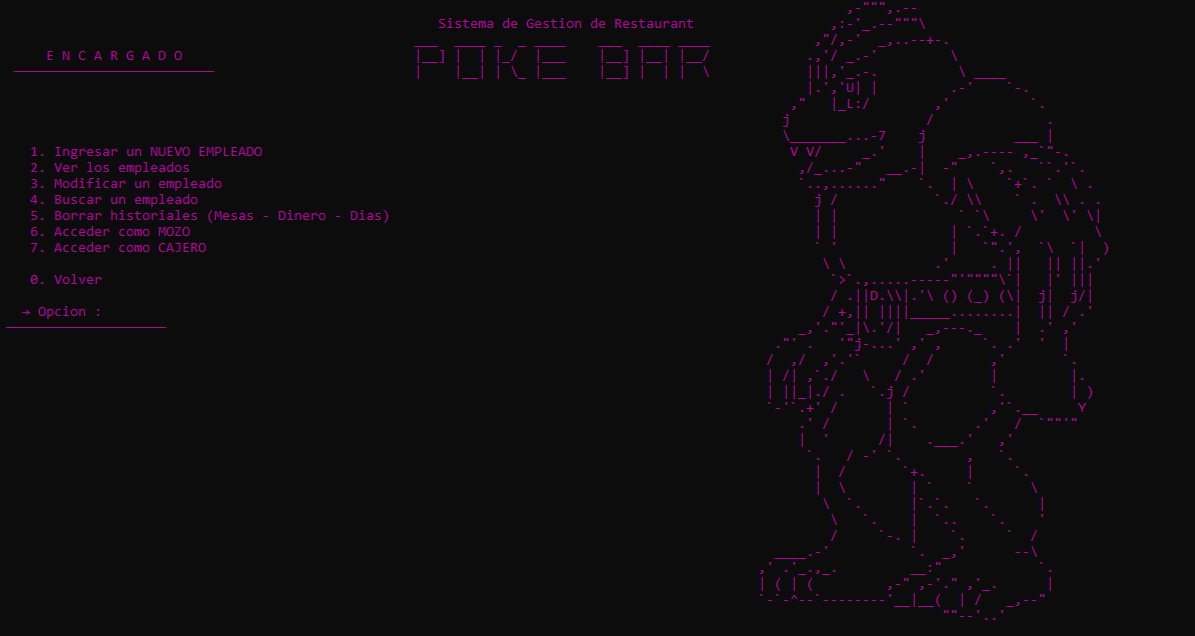 Sistema de Gestion de Restaurant
POKE BAR
E N C A R G A D O
1. Ingresar un NUEVO EMPLEADO
2. Ver los empleados
3. Modificar un empleado
4. Buscar un empleado
5. Borrar historiales (Mesas - Dinero - Dias)
6. Acceder como MOZO
7. Acceder como CAJERO
0. Volver
→ Opcion :